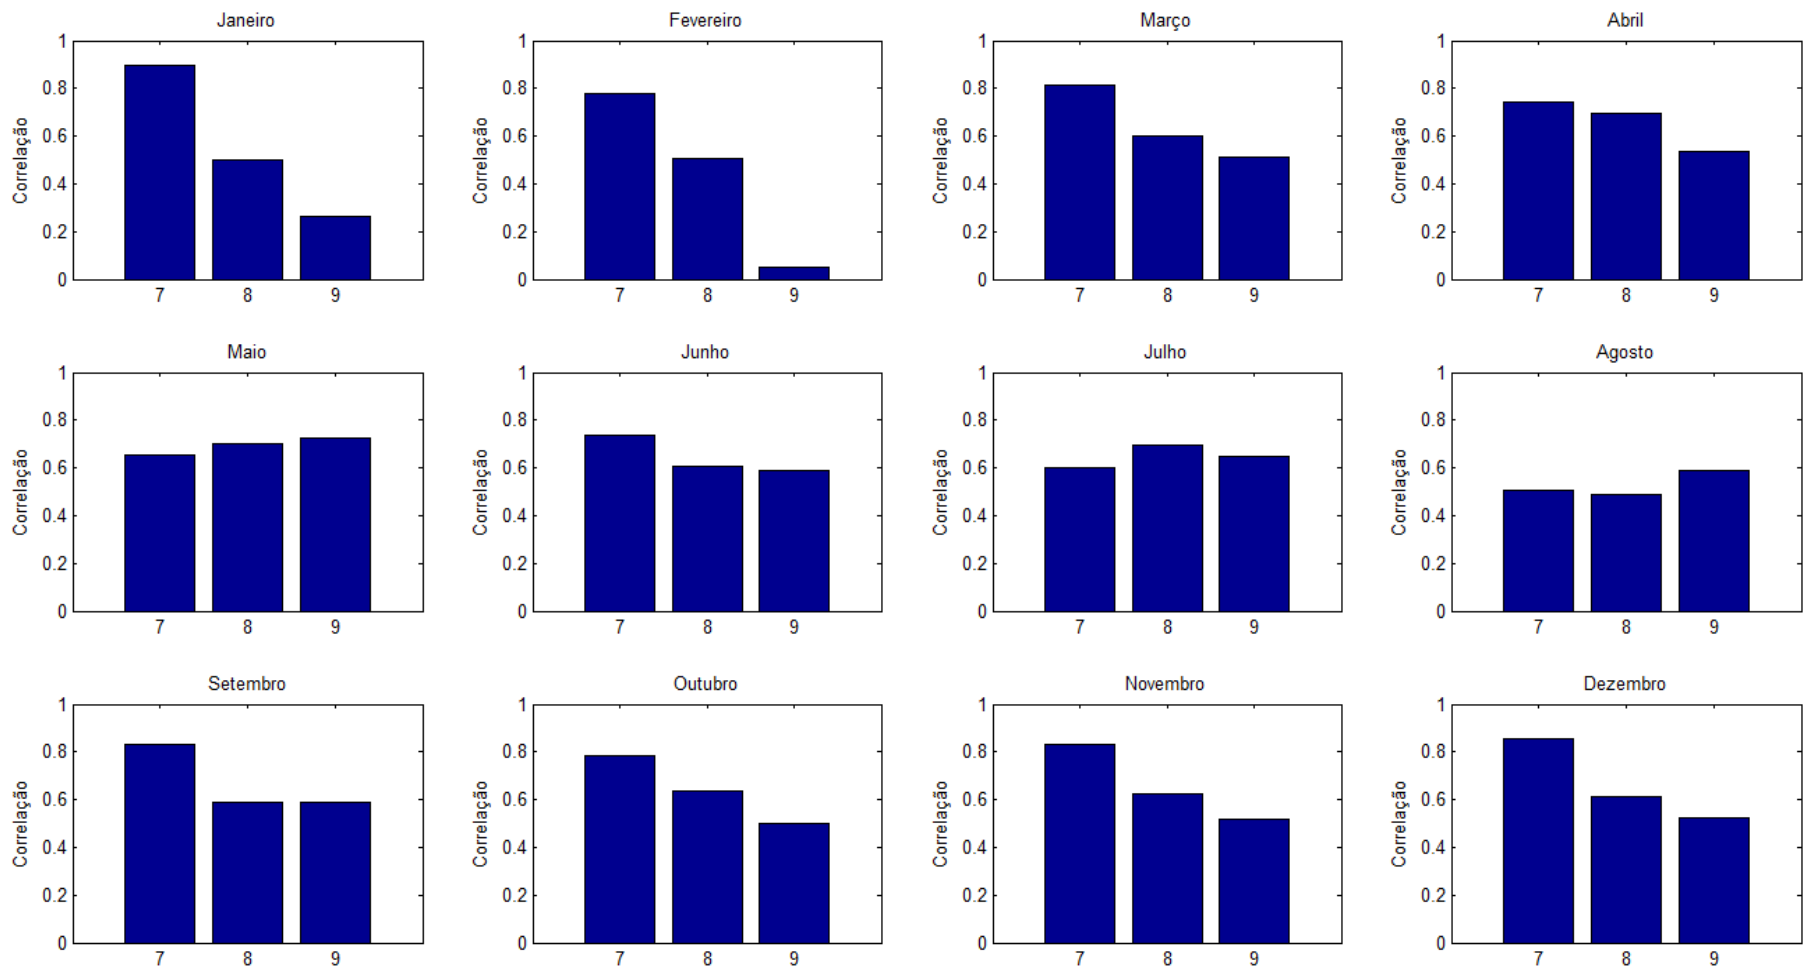 Janeiro
Correlação
1
0.8
0.6
0.4
0.2
0
7 8 9
Fevereiro
Correlação
1
0.8
0.6
0.4
0.2
0
7 8 9
Março
Correlação
1
0.8
0.6
0.4
0.2
0
7 8 9
Abril
Correlação
1
0.8
0.6
0.4
0.2
0
7 8 9
Maio
Correlação
1
0.8
0.6
0.4
0.2
0
7 8 9
Junho
Correlação
1
0.8
0.6
0.4
0.2
0
7 8 9
Julho
Correlação
1
0.8
0.6
0.4
0.2
0
7 8 9
Agosto
Correlação
1
0.8
0.6
0.4
0.2
0
7 8 9
Setembro
Correlação
1
0.8
0.6
0.4
0.2
0
7 8 9
Outubro
Correlação
1
0.8
0.6
0.4
0.2
0
7 8 9
Novembro
Correlação
1
0.8
0.6
0.4
0.2
0
7 8 9
Dezembro
Correlação
1
0.8
0.6
0.4
0.2
0
7 8 9